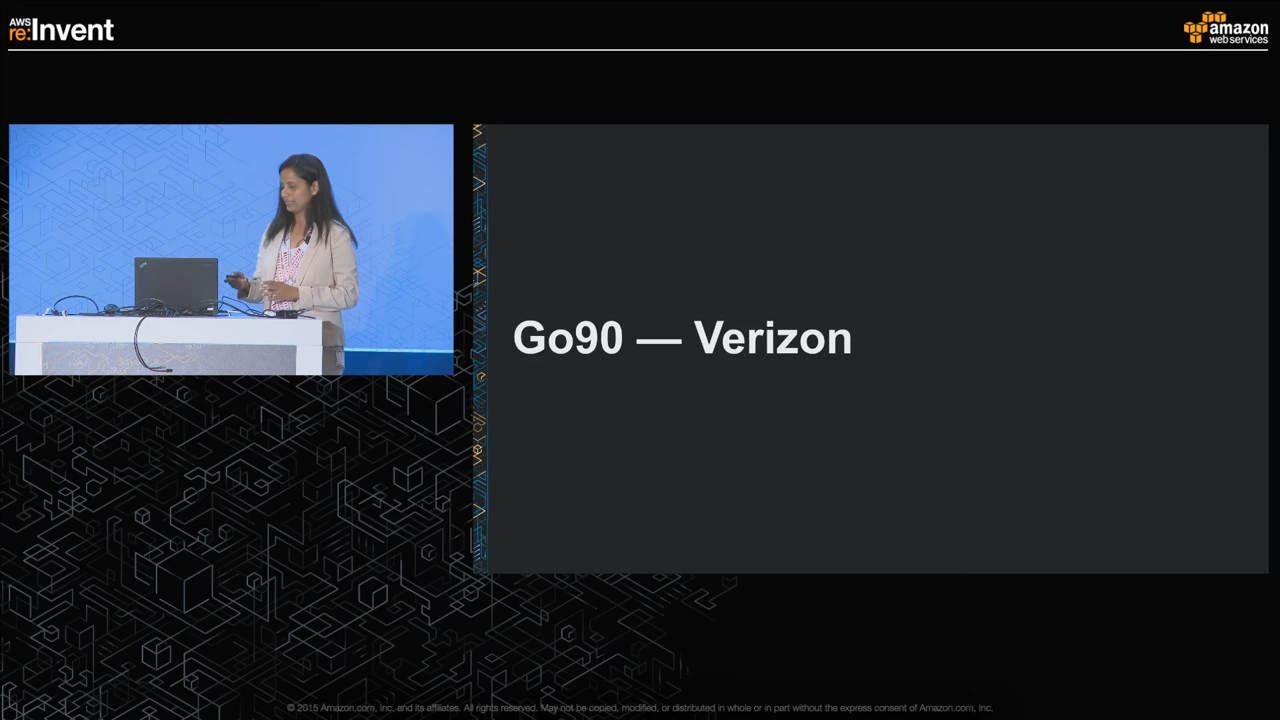 AWS
re:Invent
amazon
web services
Go90 — Verizon
© 2015 Amazon.com, Inc. and its affiliates. All rights reserved. May not be copied, modified, or distributed in whole or in part without the express consent of Amazon.com, Inc.